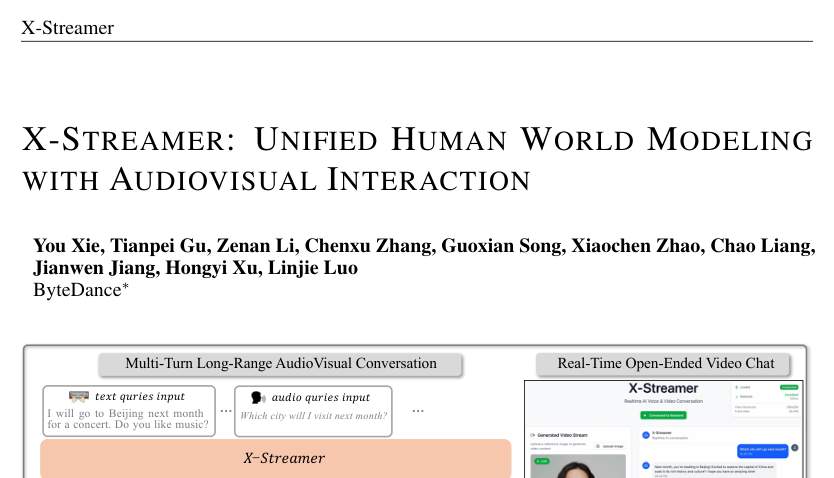 X-Streamer
X-STREAMER: UNIFIED HUMAN WORLD MODELING
WITH AUDIOVISUAL INTERACTION
You Xie, Tianpei Gu, Zenan Li, Chenxu Zhang, Guoxian Song, Xiaochen Zhao, Chao Liang,
Jianwen Jiang, Hongyi Xu, Linjie Luo
ByteDance*
Multi-Turn Long-Range AudioVisual Conversation
Real-Time Open-Ended Video Chat
text quries input
I will go to Beijing next month
for a concert. Do you like music?
...
audio quries input
Which city will I visit next month?
...
X-Streamer
X-Streamer
Realtime AI Voice & Video Conversation
Generated Video Stream